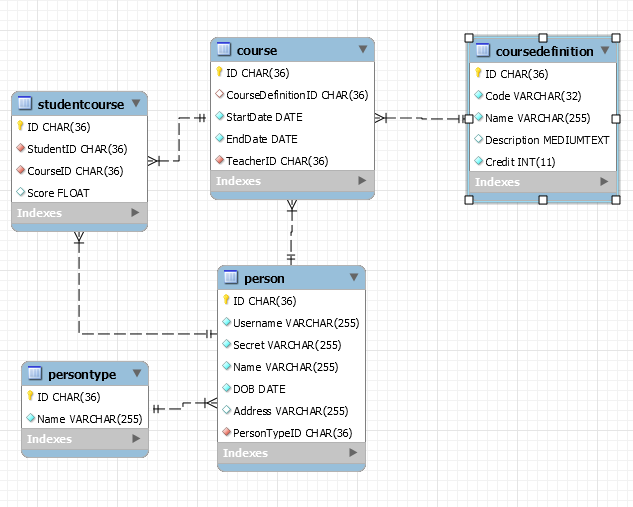 course
ID CHAR(36)
CourseDefinitionID CHAR(36)
StartDate DATE
EndDate DATE
TeacherID CHAR(36)
Indexes
coursedefinition
ID CHAR(36)
Code VARCHAR(32)
Name VARCHAR(255)
Description MEDIUMTEXT
Credit INT(11)
Indexes
studentcourse
ID CHAR(36)
StudentID CHAR(36)
CourseID CHAR(36)
Score FLOAT
Indexes
person
ID CHAR(36)
Username VARCHAR(255)
Secret VARCHAR(255)
Name VARCHAR(255)
DOB DATE
Address VARCHAR(255)
PersonTypeID CHAR(36)
Indexes
persontype
ID CHAR(36)
Name VARCHAR(255)
Indexes